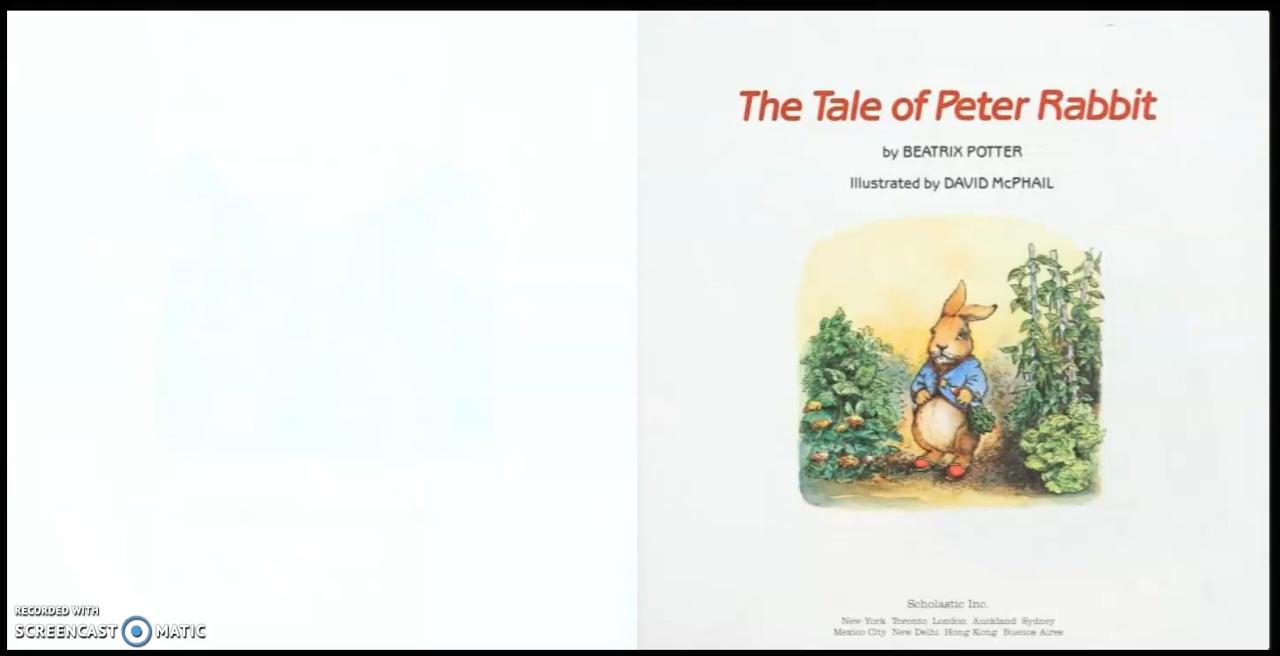 The Tale of Peter Rabbit
by BEATRIX POTTER
Illustrated by DAVID McPHAIL
Scholastic Inc.
New York Toronto London Auckland Sydney
Mexico City New Delhi Hong Kong Buenos Aires
RECORDED WITH
SCREENCAST MATIC